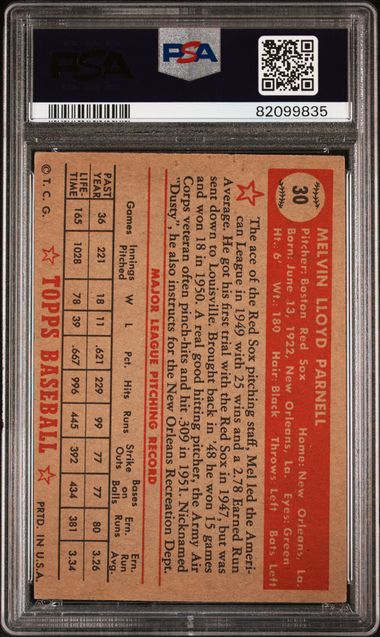 PSA
PSA
82099835
30
MELVIN LLOYD PARNELL
Pitcher: Boston Red Sox Home: New Orleans, La.
Born: June 13, 1922, New Orleans, La. Eyes: Green
Ht.: 6' Wt.: 180 Hair: Black Throws: Left Bats Left
The ace of the Red Sox pitching staff, Mel led the Ameri-
can League in 1949 with 25 wins and a 2.78 Earned Run
Average. He got his first trial with the Red Sox in 1947, but was
sent down to Louisville. Brought back in '48 he won 15 games
and won 18 in 1950. A real good hitting pitcher, the Army Air
Corps veteran often pinch-hits and hit .309 in 1951. Nicknamed
"Dusty", he also instructs for the New Orleans Recreation Dept.
MAJOR LEAGUE PITCHING RECORD
Games Innings Pitched W L Pct. Hits Runs Strike Outs Bases on Balls Ern. Runs Ern. Avg.
PAST YEAR 36 221 18 11 .621 229 99 77 77 80 3.26
LIFE-TIME 165 1028 78 39 .667 996 445 392 434 381 3.34
© T. C. G. TOPPS BASEBALL PRTD. IN U.S.A.